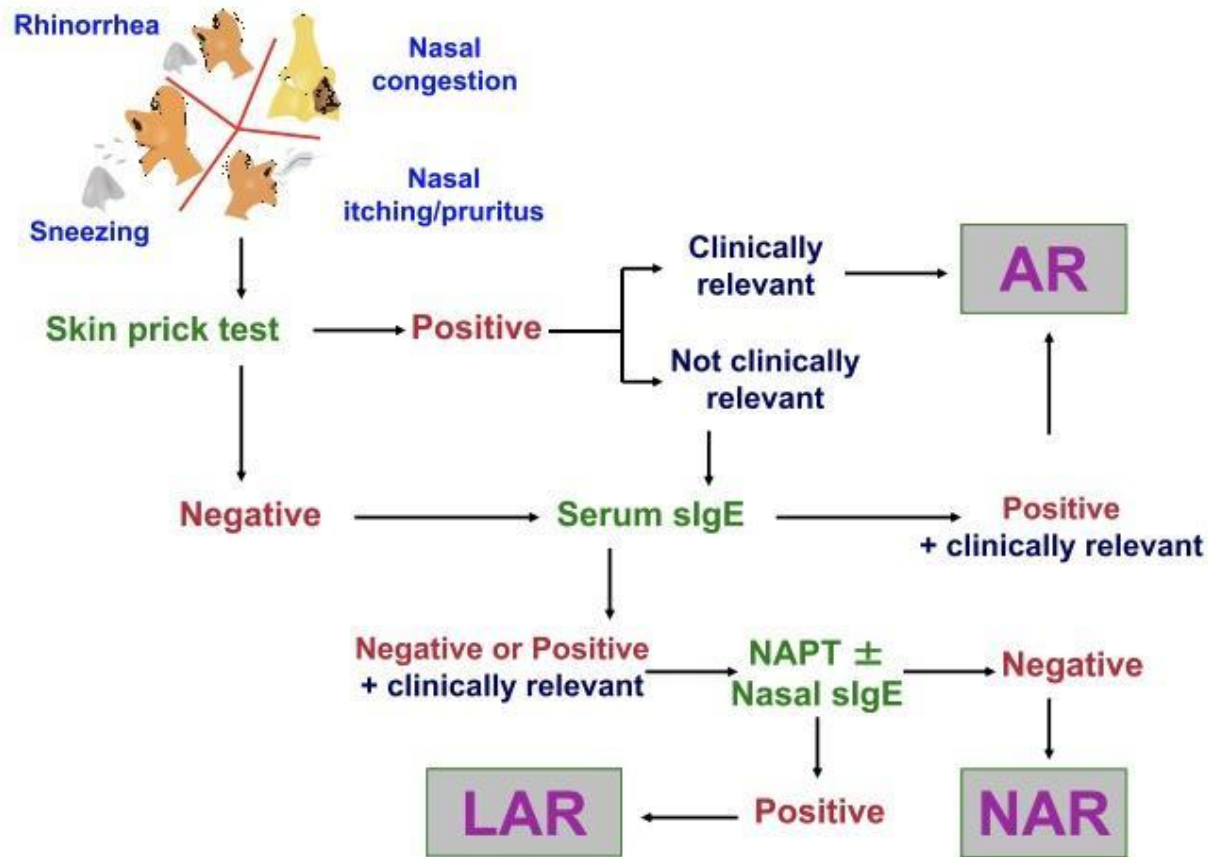 Rhinorrhea
Nasal
congestion
Nasal
itching/pruritus
Sneezing
Clinically
relevant
AR
Skin prick test
Positive
Not clinically
relevant
Negative
Serum sIgE
Positive
+ clinically relevant
Negative or Positive
+ clinically relevant
NAPT ±
Nasal sIgE
Negative
LAR
Positive
NAR